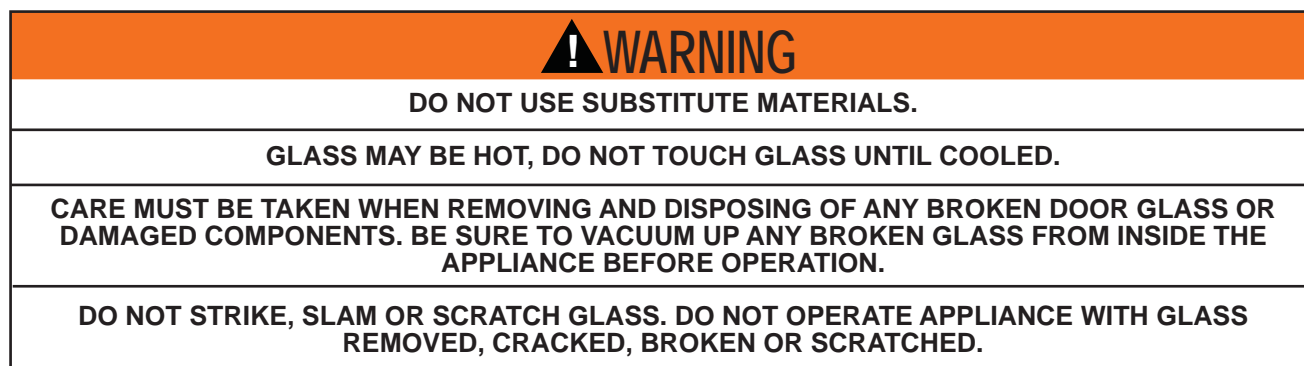 ! WARNING
DO NOT USE SUBSTITUTE MATERIALS.
GLASS MAY BE HOT, DO NOT TOUCH GLASS UNTIL COOLED.
CARE MUST BE TAKEN WHEN REMOVING AND DISPOSING OF ANY BROKEN DOOR GLASS OR
DAMAGED COMPONENTS. BE SURE TO VACUUM UP ANY BROKEN GLASS FROM INSIDE THE
APPLIANCE BEFORE OPERATION.
DO NOT STRIKE, SLAM OR SCRATCH GLASS. DO NOT OPERATE APPLIANCE WITH GLASS
REMOVED, CRACKED, BROKEN OR SCRATCHED.